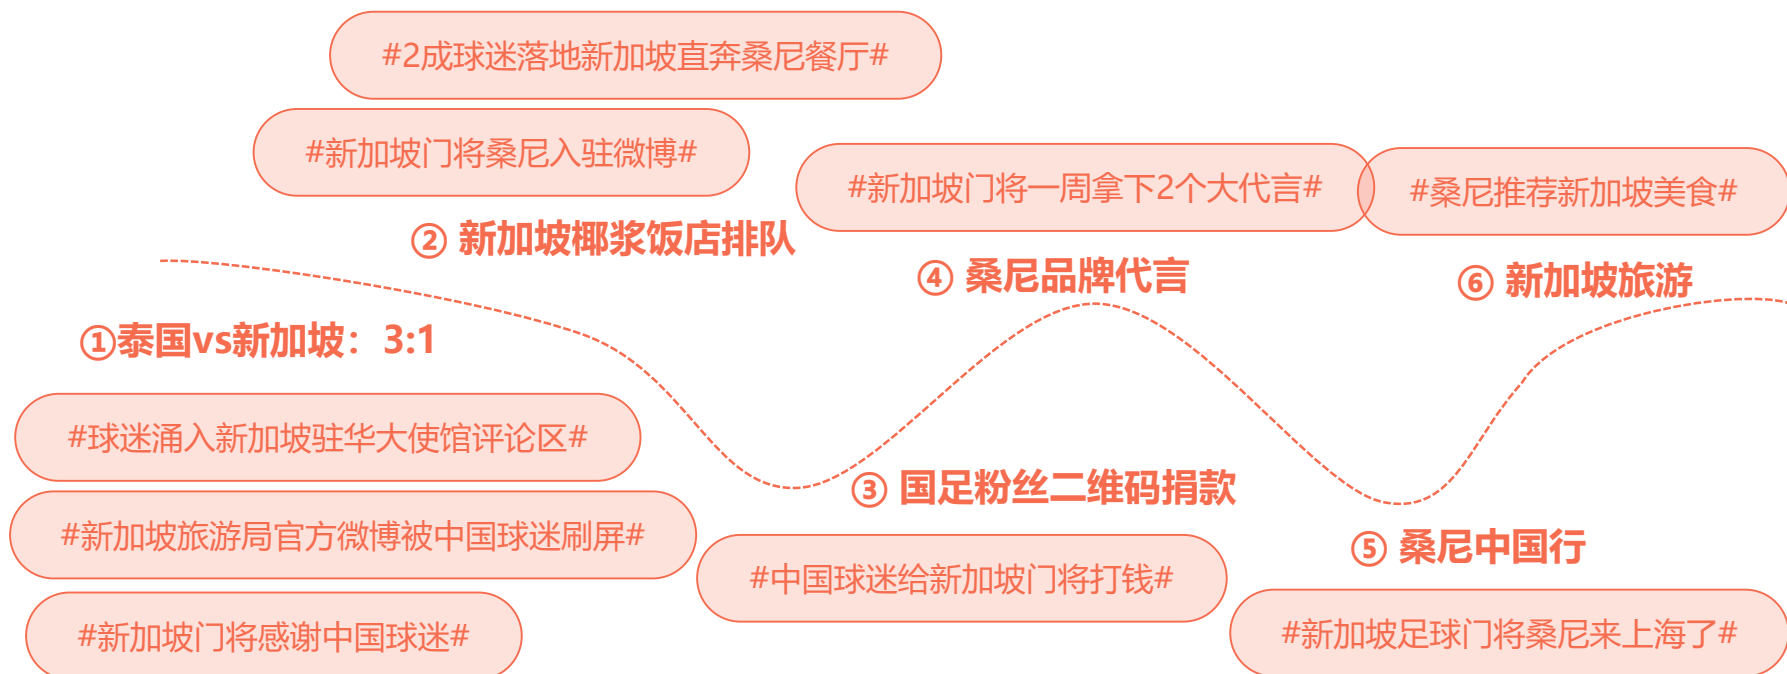 #2成球迷落地新加坡直奔桑尼餐厅#
#新加坡门将桑尼入驻微博#
② 新加坡椰浆饭店排队
①泰国vs新加坡：3:1
#球迷涌入新加坡驻华大使馆评论区#
#新加坡旅游局官方微博被中国球迷刷屏#
#新加坡门将感谢中国球迷#
③ 国足粉丝二维码捐款
#中国球迷给新加坡门将打钱#
#新加坡门将一周拿下2个大代言#
④ 桑尼品牌代言
⑤ 桑尼中国行
#新加坡足球门将桑尼来上海了#
#桑尼推荐新加坡美食#
⑥ 新加坡旅游